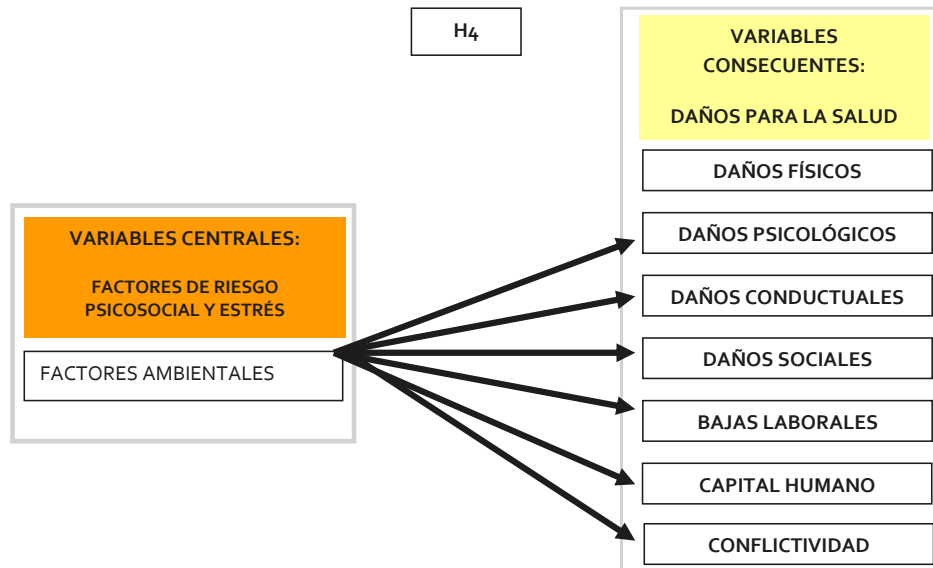 H4
VARIABLES
CONSECUENTES:
DAÑOS PARA LA SALUD
DAÑOS FÍSICOS
VARIABLES CENTRALES:
FACTORES DE RIESGO
PSICOSOCIAL Y ESTRÉS
FACTORES AMBIENTALES
DAÑOS PSICOLÓGICOS
DAÑOS CONDUCTUALES
DAÑOS SOCIALES
BAJAS LABORALES
CAPITAL HUMANO
CONFLICTIVIDAD